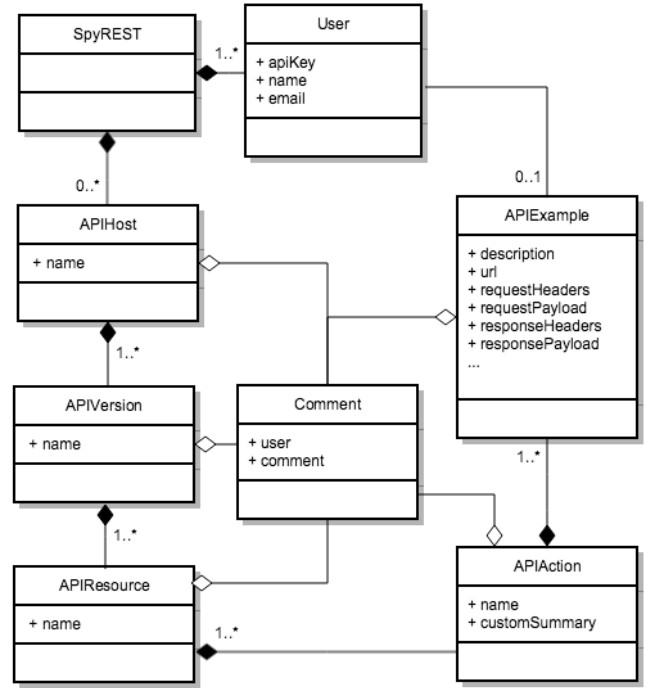 SpyREST
User
+ apiKey
+ name
+ email
1..*
0..*
0..1
APIHost
+ name
APIExample
+ description
+ url
+ requestHeaders
+ requestPayload
+ responseHeaders
+ responsePayload
...
1..*
APIVersion
+ name
Comment
+ user
+ comment
1..*
1..*
APIResource
+ name
APIAction
+ name
+ customSummary
1..*